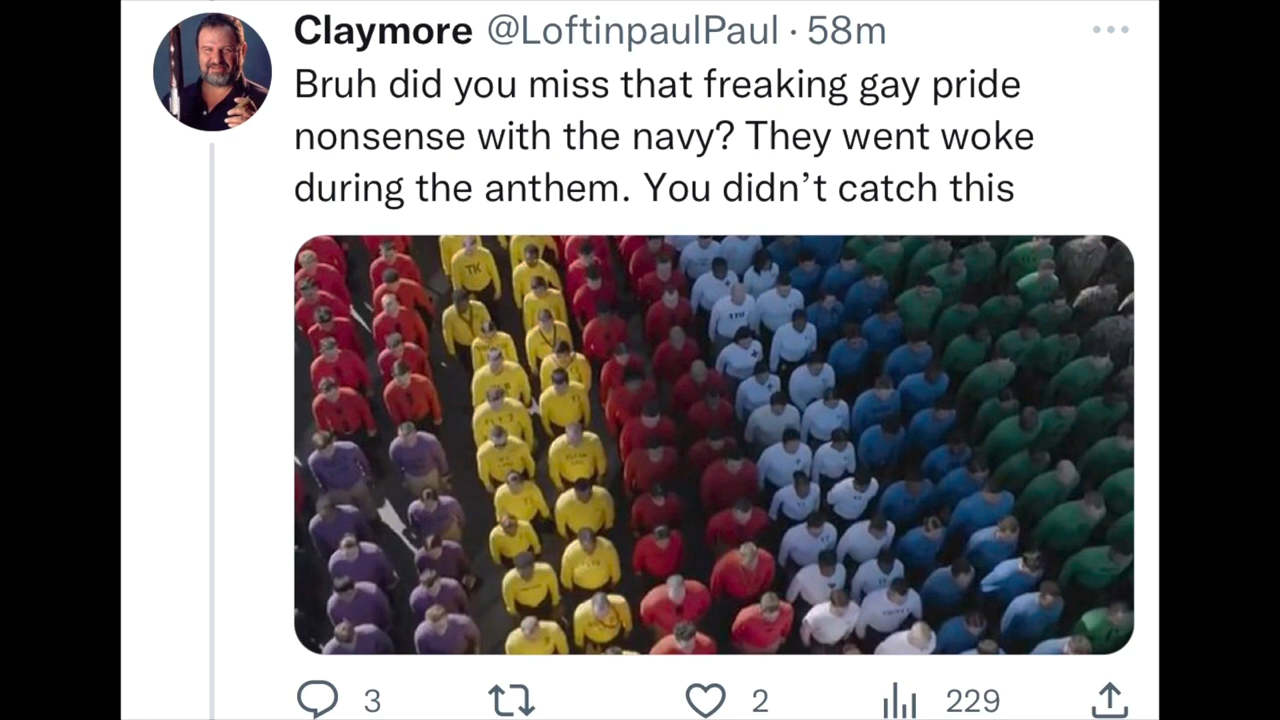 Claymore @LoftinpaulPaul · 58m
Bruh did you miss that freaking gay pride
nonsense with the navy? They went woke
during the anthem. You didn't catch this
TK
3 2 229